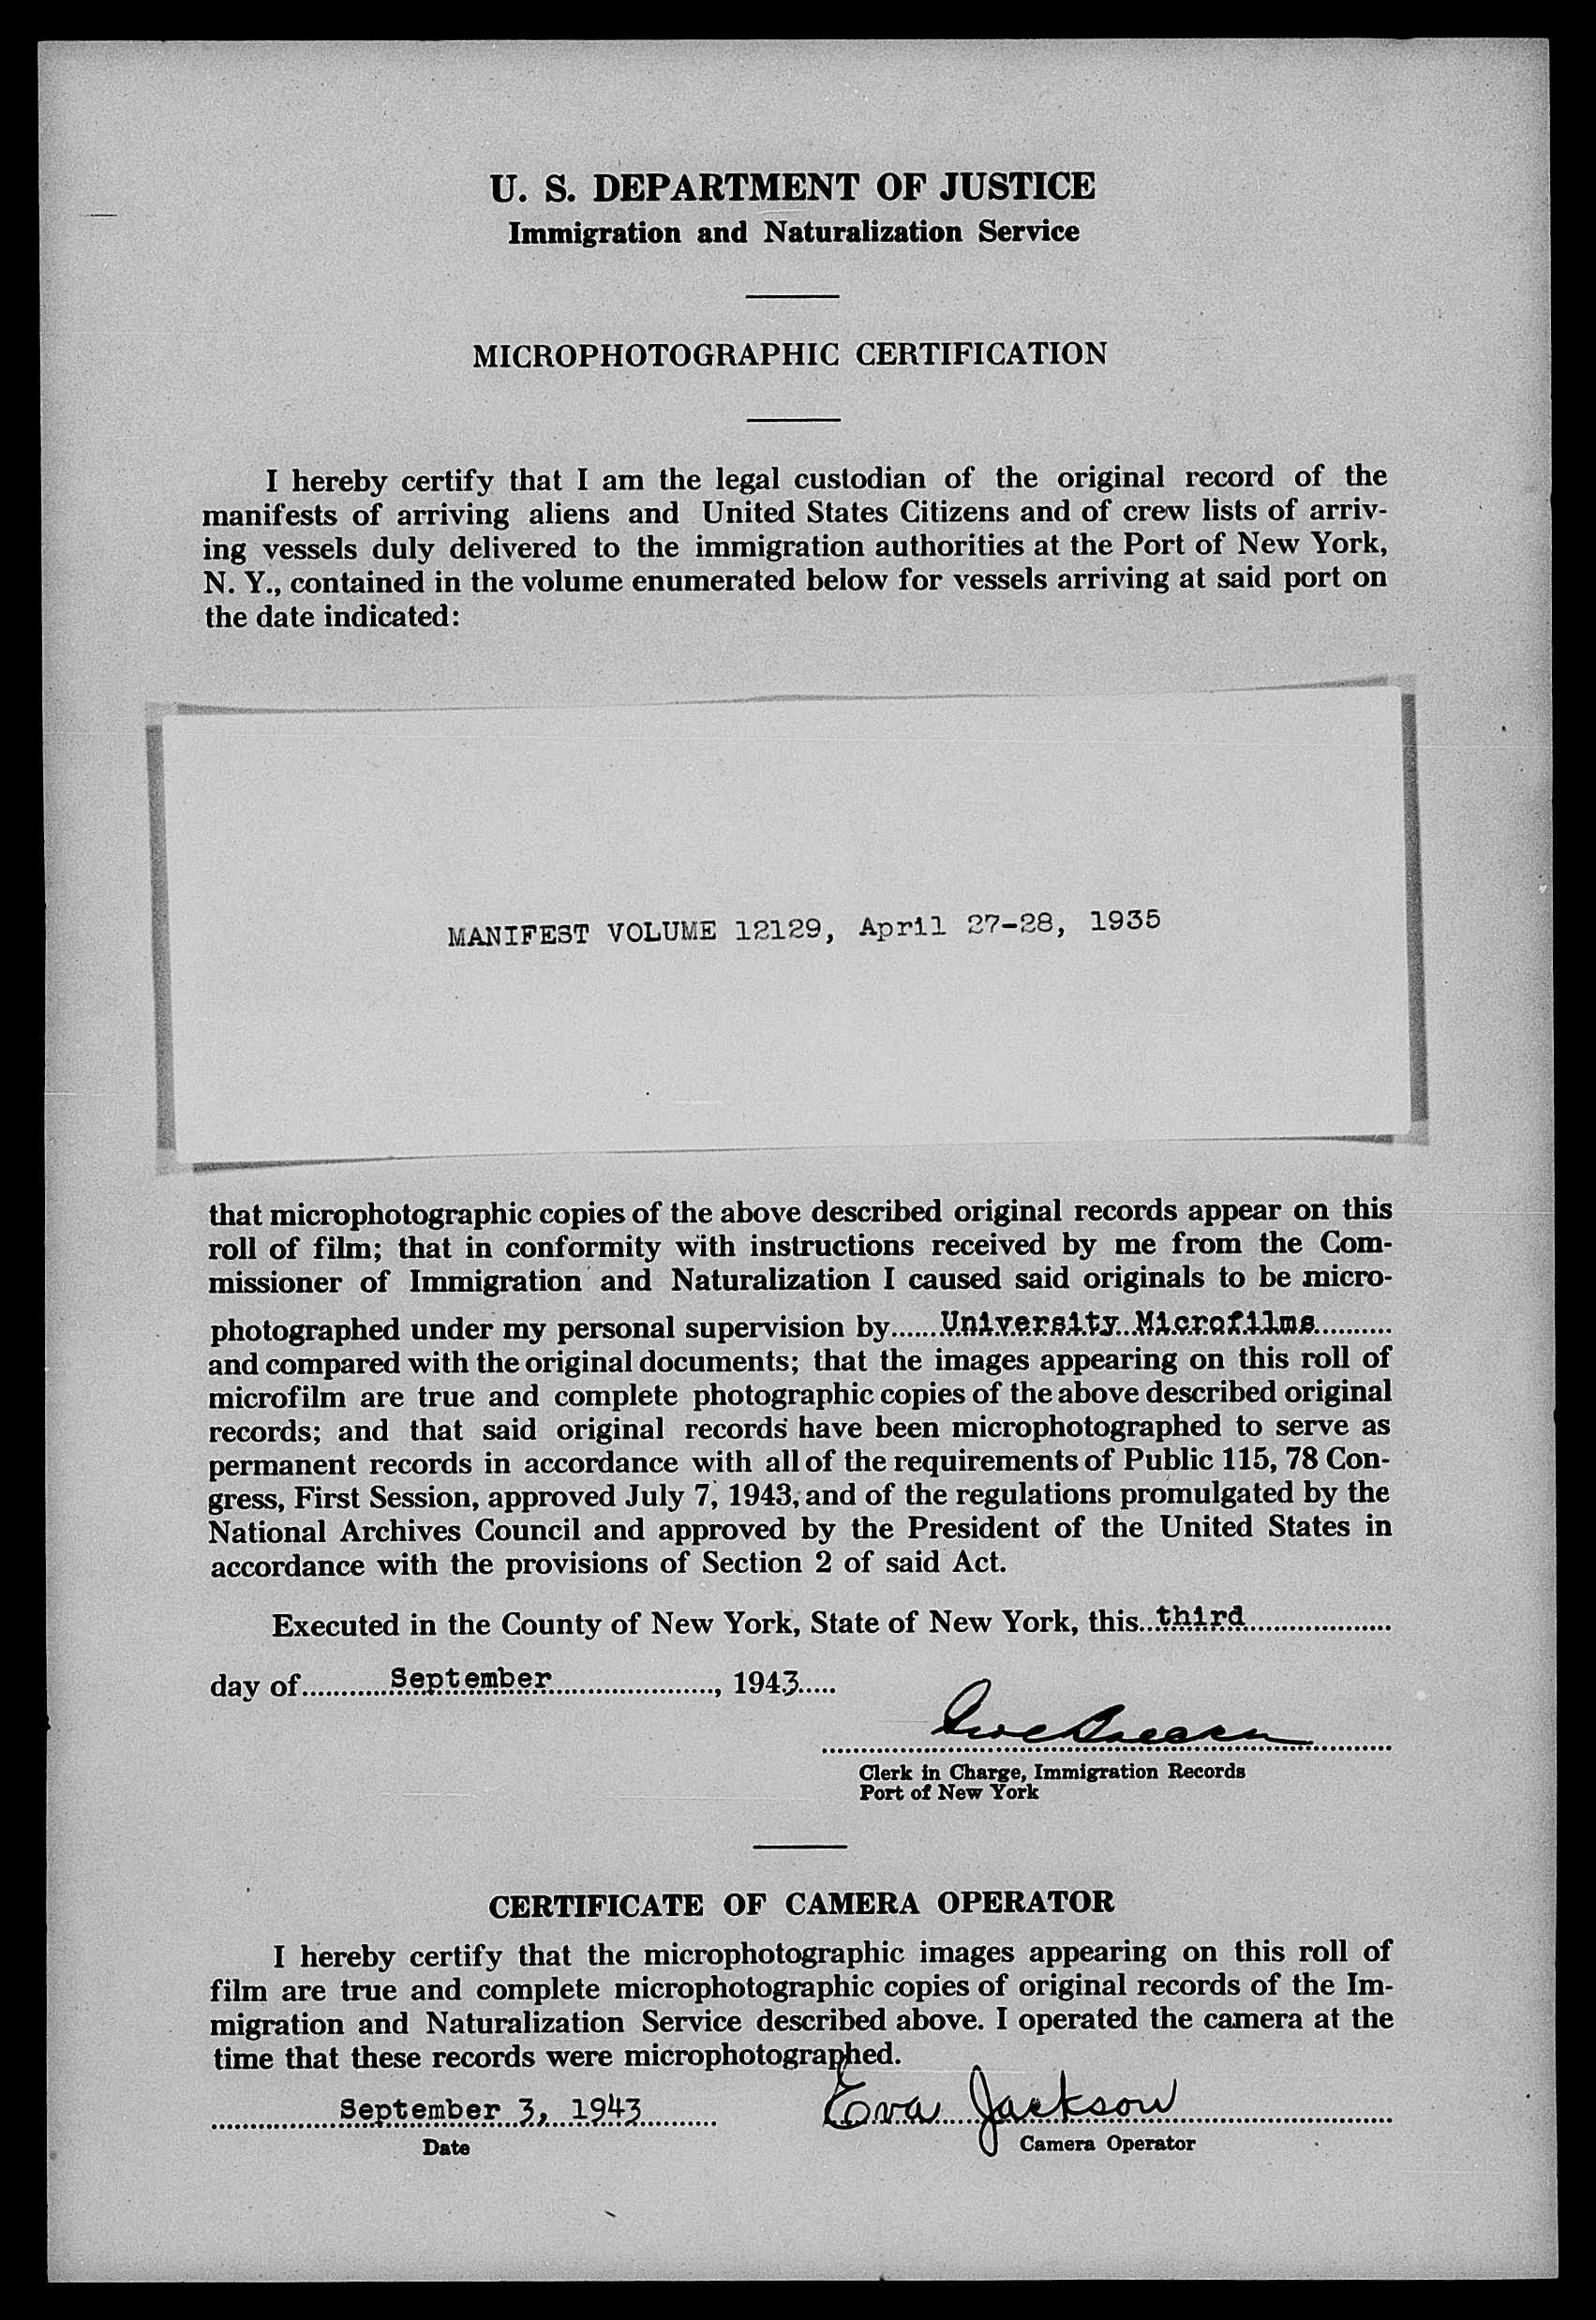 U. S. DEPARTMENT OF JUSTICE
Immigration and Naturalization Service
MICROPHOTOGRAPHIC CERTIFICATION
I hereby certify that I am the legal custodian of the original record of the
manifests of arriving aliens and United States Citizens and of crew lists of arriv-
ing vessels duly delivered to the immigration authorities at the Port of New York,
N. Y., contained in the volume enumerated below for vessels arriving at said port on
the date indicated:
MANIFEST VOLUME 12129, April 27-28, 1935
that microphotographic copies of the above described original records appear on this
roll of film; that in conformity with instructions received by me from the Com-
missioner of Immigration and Naturalization I caused said originals to be micro-
photographed under my personal supervision by......University Microfilms..........
and compared with the original documents; that the images appearing on this roll of
microfilm are true and complete photographic copies of the above described original
records; and that said original records have been microphotographed to serve as
permanent records in accordance with all of the requirements of Public 115, 78 Con-
gress, First Session, approved July 7, 1943, and of the regulations promulgated by the
National Archives Council and approved by the President of the United States in
accordance with the provisions of Section 2 of said Act.
Executed in the County of New York, State of New York, this..third....................
day of............September......................, 1943.....
Clerk in Charge, Immigration Records
Port of New York
CERTIFICATE OF CAMERA OPERATOR
I hereby certify that the microphotographic images appearing on this roll of
film are true and complete microphotographic copies of original records of the Im-
migration and Naturalization Service described above. I operated the camera at the
time that these records were microphotographed.
September 3, 1943 Eva Jackson
Date Camera Operator